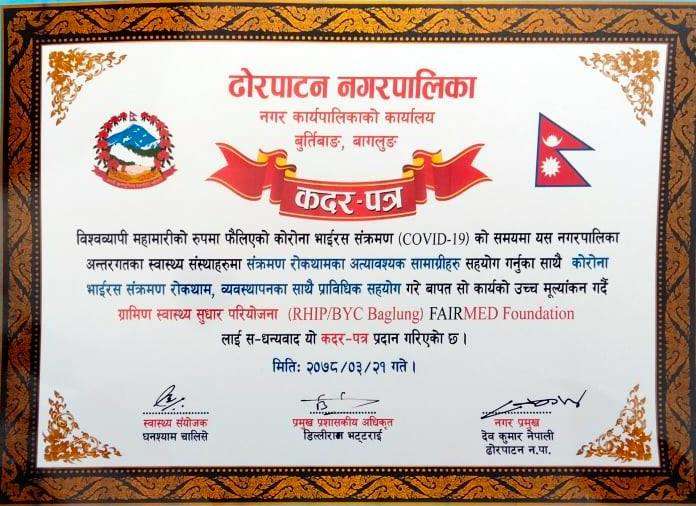 ढोरपाटन नगरपालिका
नगर कार्यपालिकाको कार्यालय
बुर्तिबाङ, बागलुङ
कदर-पत्र
विश्वव्यापी महामारीको रुपमा फैलिएको कोरोना भाईरस संक्रमण (COVID-19) को समयमा यस नगरपालिका
अन्तरगतका स्वास्थ्य संस्थाहरुमा संक्रमण रोकथामका अत्यावश्यक सामाग्रीहरु सहयोग गर्नुका साथै कोरोना
भाईरस संक्रमण रोकथाम, व्यवस्थापनका साथै प्राविधिक सहयोग गरे बापत सो कार्यको उच्च मूल्यांकन गर्दै
ग्रामिण स्वास्थ्य सुधार परियोजना (RHIP/BYC Baglung) FAIRMED Foundation
लाई स-धन्यवाद यो कदर-पत्र प्रदान गरिएको छ ।
मितिः २०७८/०३/२१ गते ।
स्वास्थ्य संयोजक
घनश्याम चालिसे
प्रमुख प्रशासकीय अधिकृत
डिल्लीराम भट्टराई
नगर प्रमुख
देव कुमार नेपाली
ढोरपाटन न.पा.